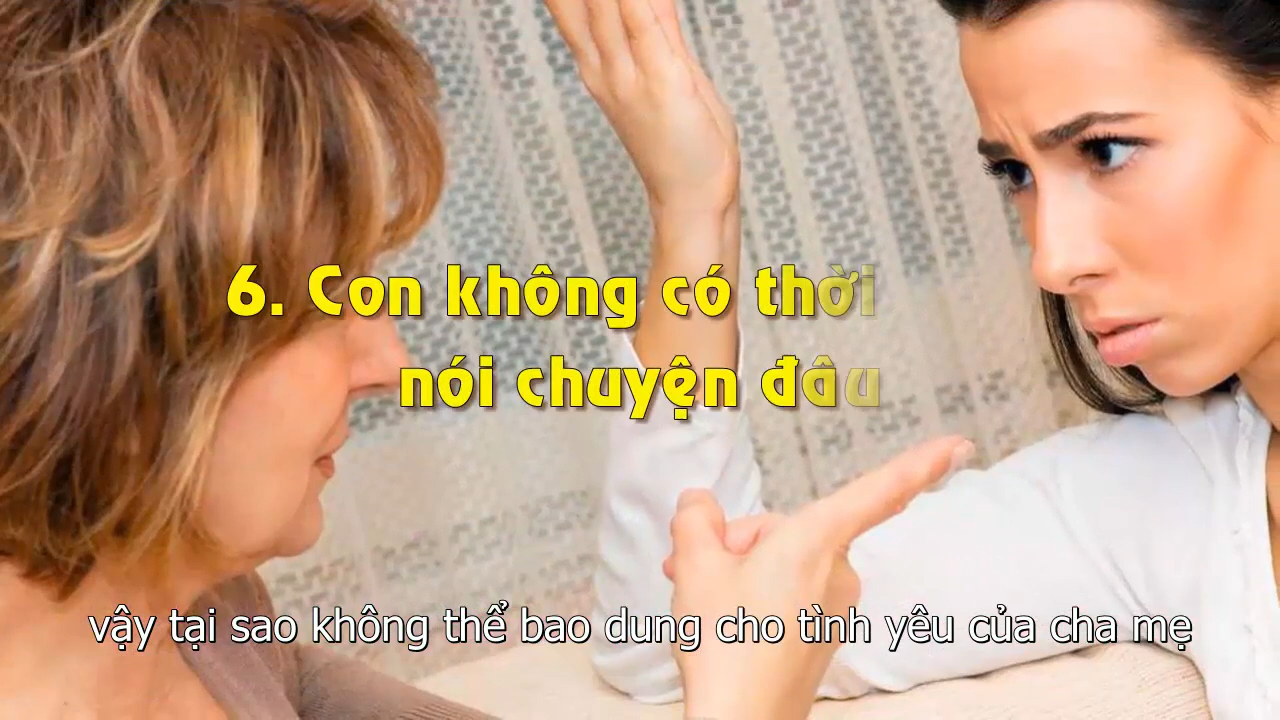 6. Con không có thời
nói chuyện đâu
vậy tại sao không thể bao dung cho tình yêu của cha mẹ